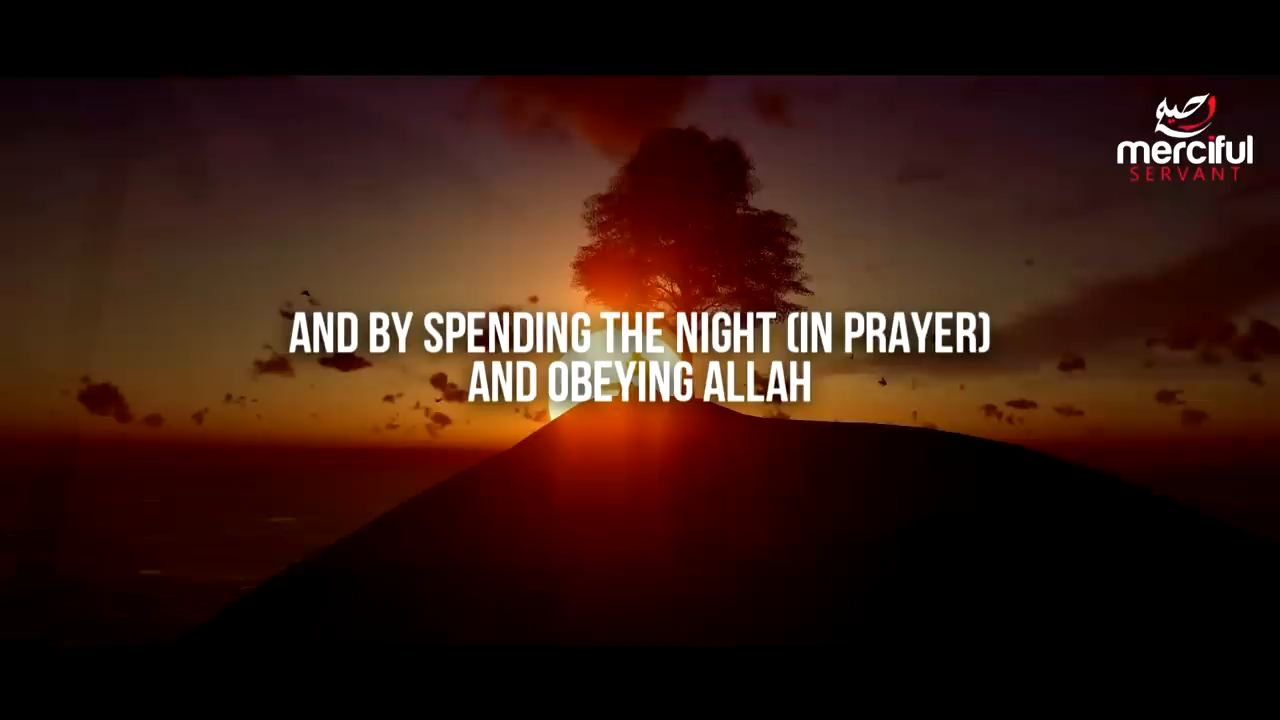 merciful
SERVANT
AND BY SPENDING THE NIGHT (IN PRAYER)
AND OBEYING ALLAH